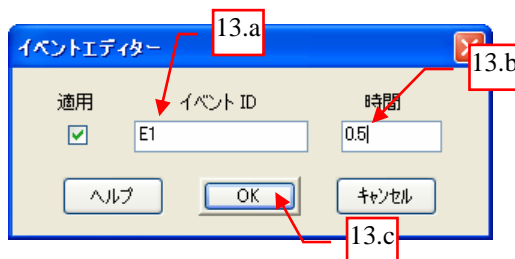 13.a
イベントエディター
13.b
適用 イベント ID 時間
E1 0.5
ヘルプ OK キャンセル
13.c